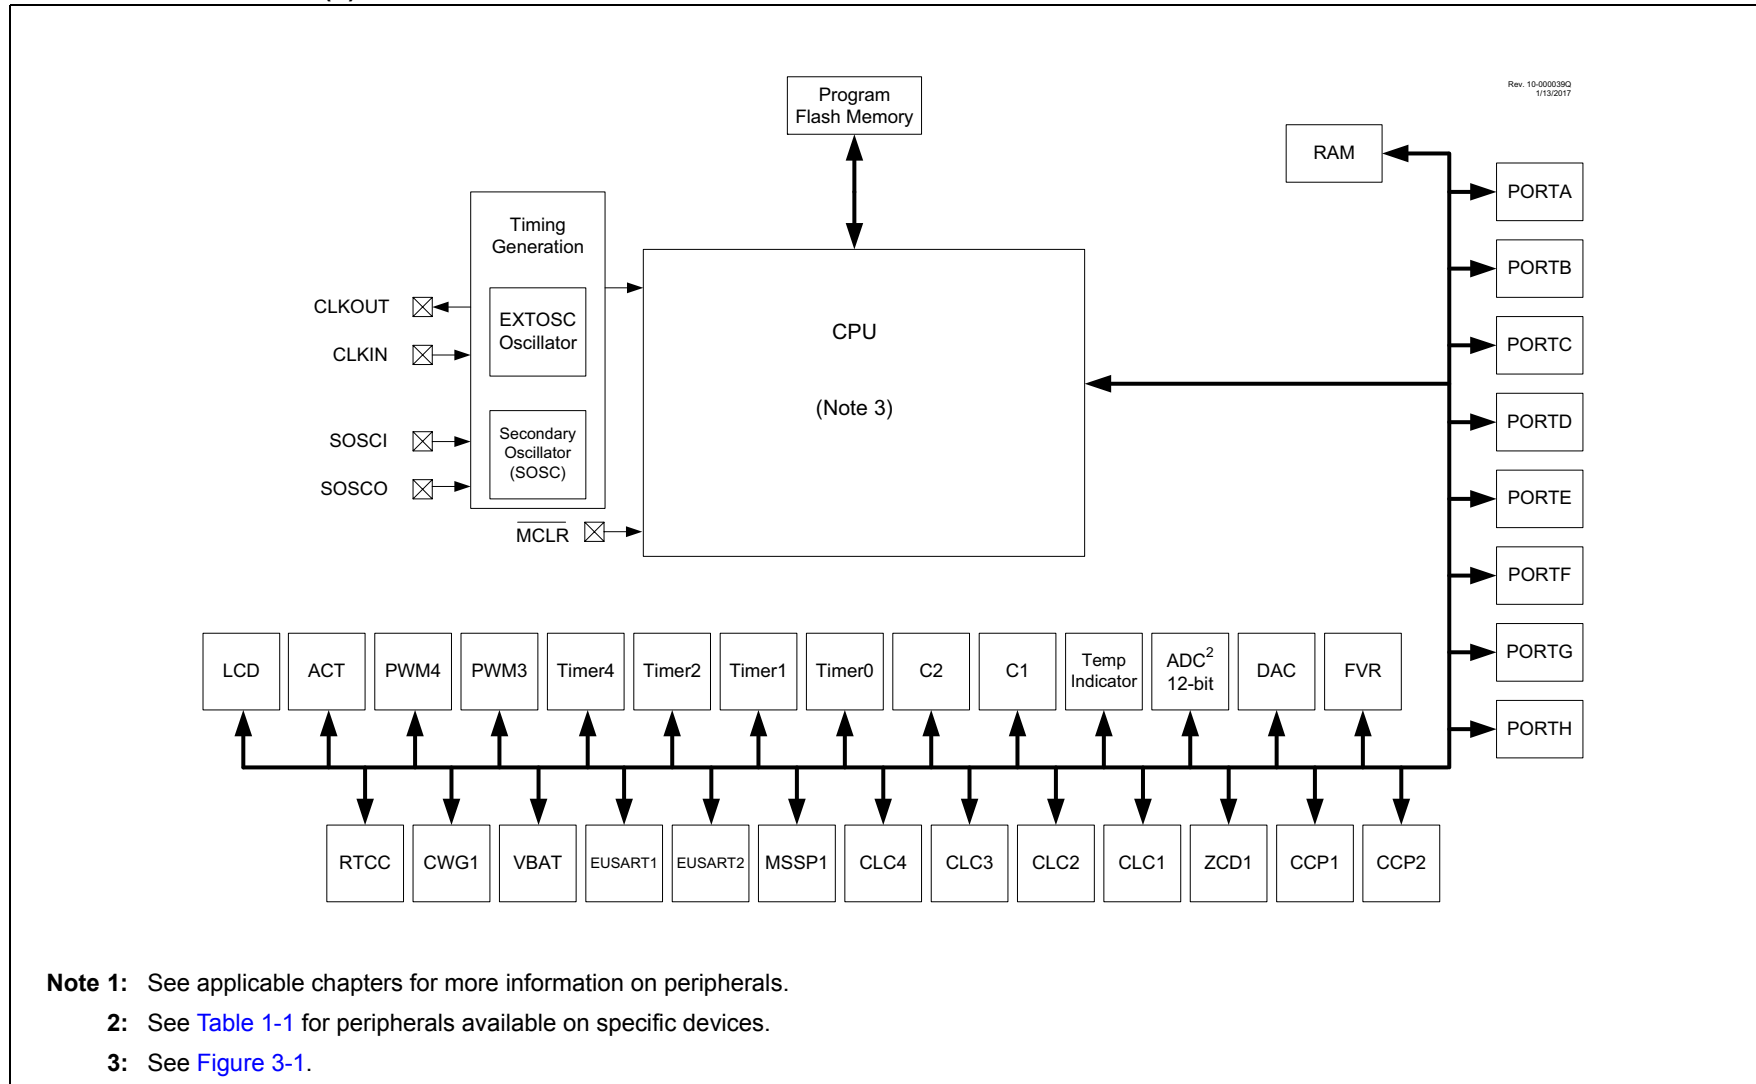 Program
Flash Memory
Rev. 10-000039Q
1/13/2017
RAM
PORTA
Timing
Generation
PORTB
CLKOUT
EXTOSC
Oscillator
CLKIN
CPU
PORTC
(Note 3)
PORTD
SOSCI
Secondary
Oscillator
(SOSC)
SOSCO
PORTE
MCLR
PORTF
LCD
ACT
PWM4
PWM3
Timer4
Timer2
Timer1
Timer0
C2
C1
Temp
Indicator
ADC2
12-bit
DAC
FVR
PORTG
PORTH
RTCC
CWG1
VBAT
EUSART1
EUSART2
MSSP1
CLC4
CLC3
CLC2
CLC1
ZCD1
CCP1
CCP2
Note 1: See applicable chapters for more information on peripherals.
2: See Table 1-1 for peripherals available on specific devices.
3: See Figure 3-1.